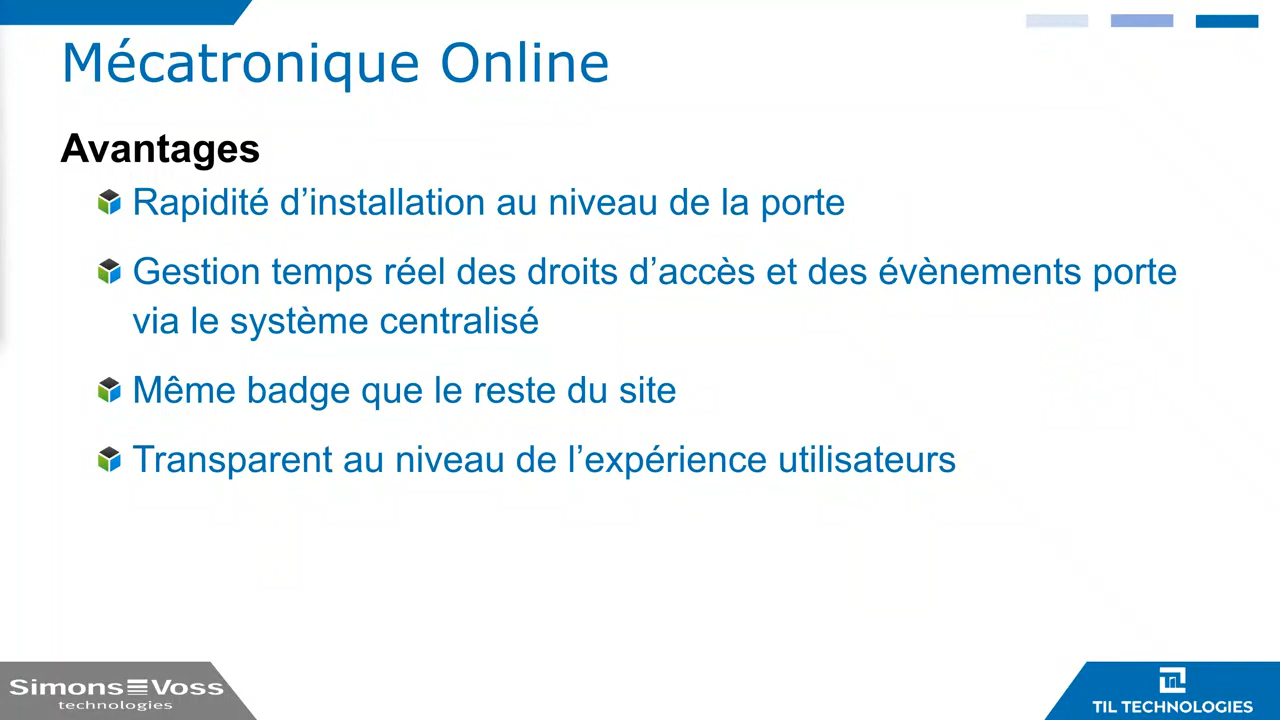 Mécatronique Online
Avantages
Rapidité d’installation au niveau de la porte
Gestion temps réel des droits d’accès et des évènements porte
via le système centralisé
Même badge que le reste du site
Transparent au niveau de l’expérience utilisateurs
Simons Voss
technologies
TIL TECHNOLOGIES